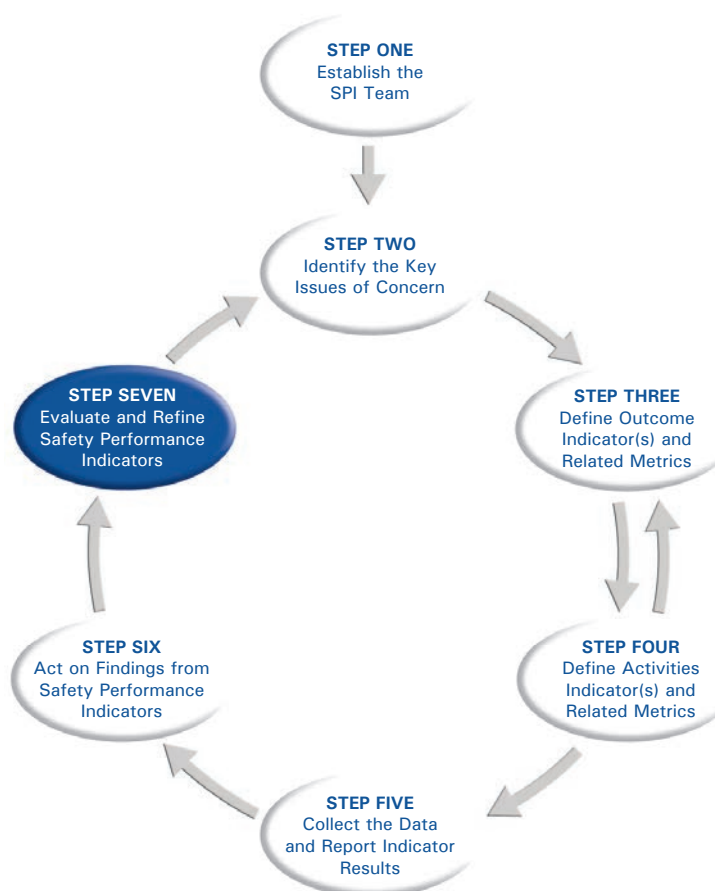 STEP ONE
Establish the
SPI Team
STEP TWO
Identify the Key
Issues of Concern
STEP THREE
Define Outcome
Indicator(s) and
Related Metrics
STEP FOUR
Define Activities
Indicator(s) and
Related Metrics
STEP FIVE
Collect the Data
and Report Indicator
Results
STEP SIX
Act on Findings from
Safety Performance
Indicators
STEP SEVEN
Evaluate and Refine
Safety Performance
Indicators